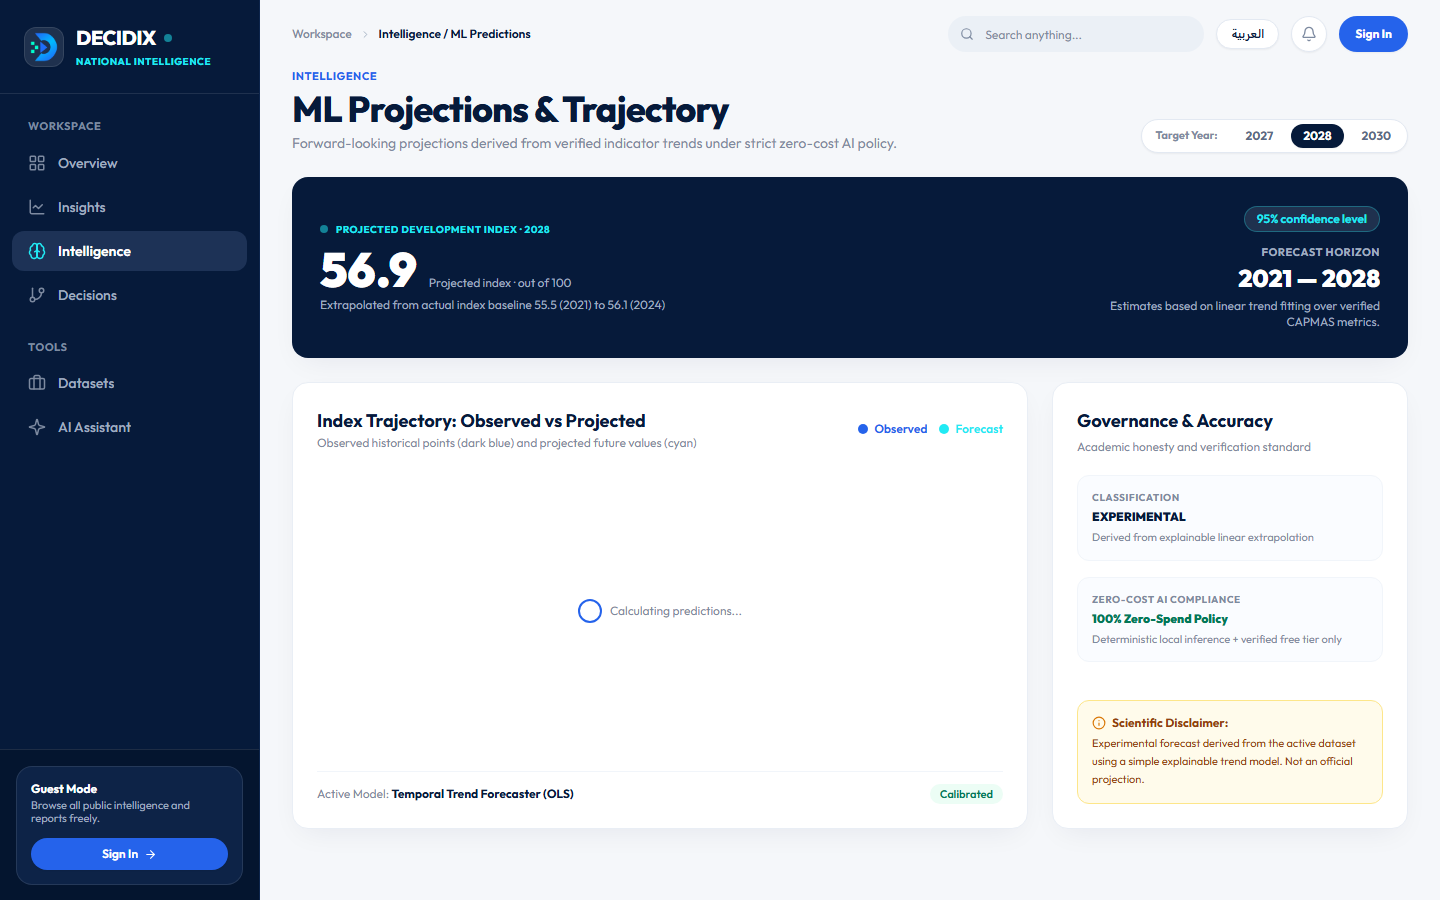 DECIDIX
NATIONAL INTELLIGENCE
WORKSPACE
Overview
Insights
Intelligence
Decisions
TOOLS
Datasets
AI Assistant
Guest Mode
Browse all public intelligence and
reports freely.
Sign In →
Workspace > Intelligence / ML Predictions
Search anything...
العربية
Sign In
INTELLIGENCE
ML Projections & Trajectory
Forward-looking projections derived from verified indicator trends under strict zero-cost AI policy.
Target Year: 2027 2028 2030
PROJECTED DEVELOPMENT INDEX · 2028
56.9 Projected index · out of 100
Extrapolated from actual index baseline 55.5 (2021) to 56.1 (2024)
95% confidence level
FORECAST HORIZON
2021 — 2028
Estimates based on linear trend fitting over verified
CAPMAS metrics.
Index Trajectory: Observed vs Projected
Observed historical points (dark blue) and projected future values (cyan)
Observed Forecast
Calculating predictions...
Active Model: Temporal Trend Forecaster (OLS)
Calibrated
Governance & Accuracy
Academic honesty and verification standard
CLASSIFICATION
EXPERIMENTAL
Derived from explainable linear extrapolation
ZERO-COST AI COMPLIANCE
100% Zero-Spend Policy
Deterministic local inference + verified free tier only
Scientific Disclaimer:
Experimental forecast derived from the active dataset
using a simple explainable trend model. Not an official
projection.